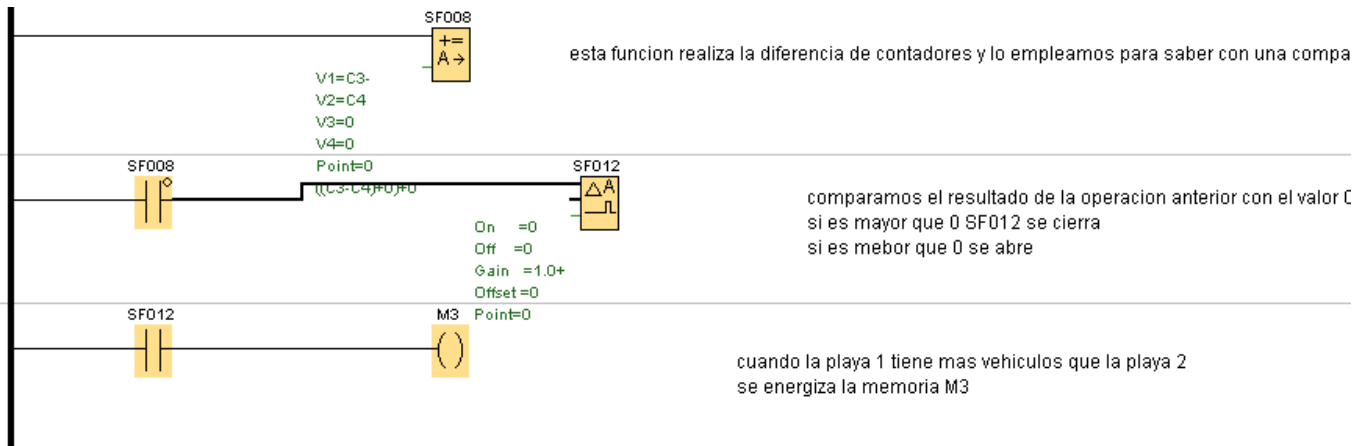 SF008
+=
A→
esta funcion realiza la diferencia de contadores y lo empleamos para saber con una compa
V1=C3-
V2=C4
V3=0
V4=0
Point=0
((C3-C4)+0)+0
SF008
SF012
A
comparamos el resultado de la operacion anterior con el valor 0
si es mayor que 0 SF012 se cierra
si es mebor que 0 se abre
On =0
Off =0
Gain =1.0+
Offset=0
Point=0
SF012
M3
cuando la playa 1 tiene mas vehiculos que la playa 2
se energiza la memoria M3